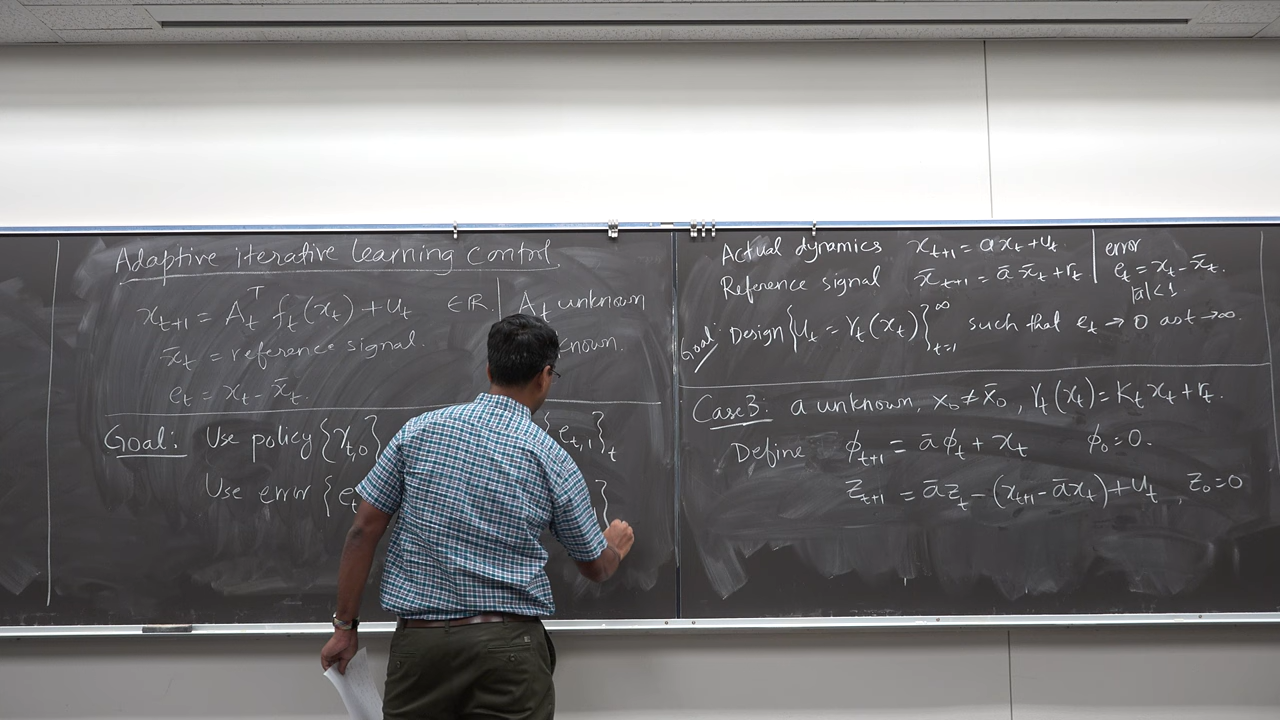 Adaptive iterative learning control
x_{t+1} = A_t^T f_t(x_t) + u_t ∈ ℝ | A_t unknown
x̄_t = reference signal. known.
e_t = x_t - x̄_t.
Goal: Use policy {γ_{t,0}} {e_{t,1}}_t
Use error {e_t
Actual dynamics x_{t+1} = a x_t + u_t. | error
Reference signal x̄_{t+1} = ā x̄_t + r_t | e_t = x_t - x̄_t.
|ā| < 1.
Goal: Design {u_t = γ_t(x_t)}_{t=1}^∞ such that e_t → 0 as t → ∞.
Case 3: a unknown, x_0 ≠ x̄_0, γ_t(x_t) = K_t x_t + r_t.
Define φ_{t+1} = ā φ_t + x_t φ_0 = 0.
z_{t+1} = ā z_t - (x_{t+1} - ā x_t) + u_t, z_0 = 0